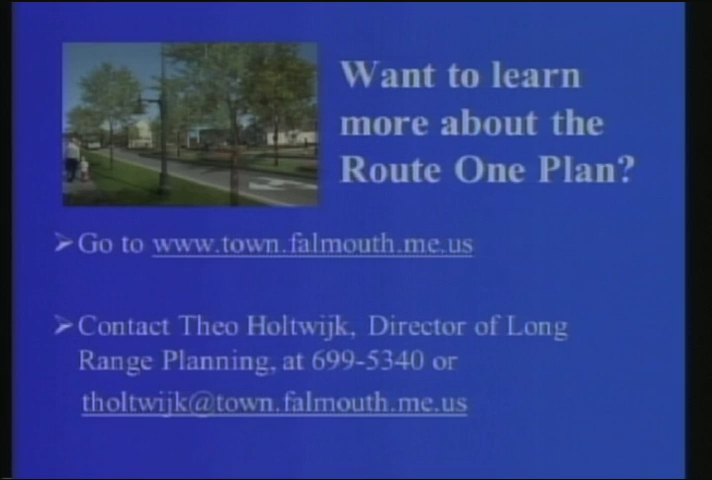 Want to learn
more about the
Route One Plan?
➢Go to www.town.falmouth.me.us
➢Contact Theo Holtwijk, Director of Long
Range Planning, at 699-5340 or
tholtwijk@town.falmouth.me.us